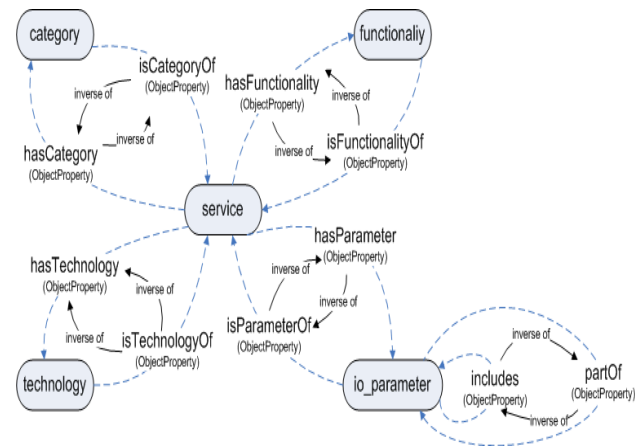 category
functionaliy
isCategoryOf
(ObjectProperty)
hasFunctionality
(ObjectProperty)
inverse of
inverse of
inverse of
inverse of
hasCategory
(ObjectProperty)
isFunctionalityOf
(ObjectProperty)
service
hasParameter
(ObjectProperty)
hasTechnology
(ObjectProperty)
inverse of
inverse of
inverse of
inverse of
isParameterOf
(ObjectProperty)
isTechnologyOf
(ObjectProperty)
technology
io_parameter
includes
(ObjectProperty)
inverse of
partOf
(ObjectProperty)
inverse of